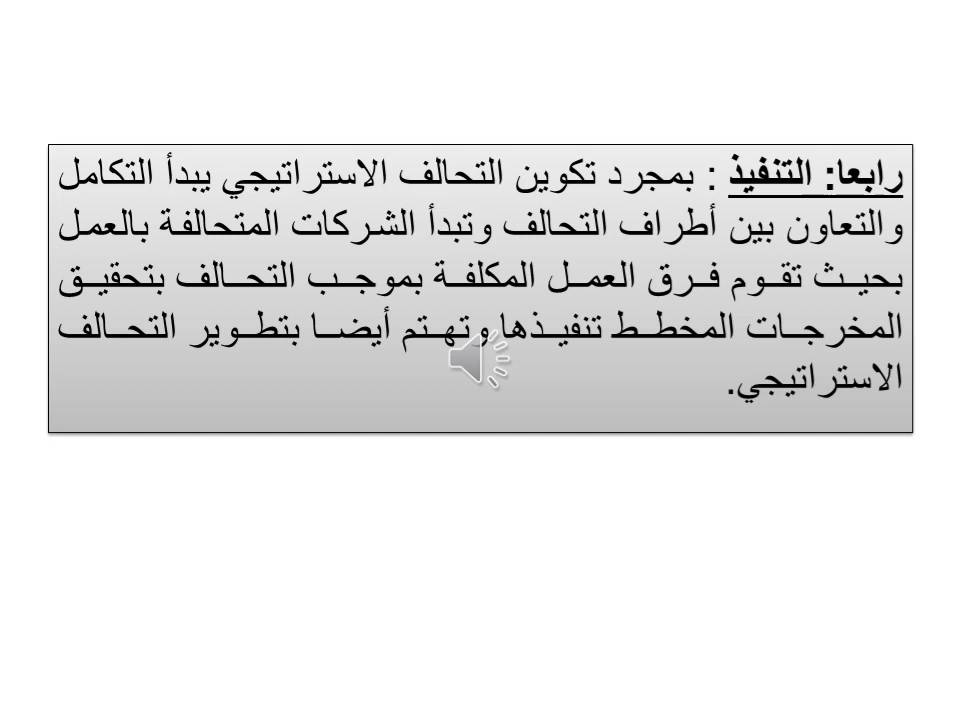 رابعا: التنفيذ : بمجرد تكوين التحالف الاستراتيجي يبدأ التكامل
والتعاون بين أطراف التحالف وتبدأ الشركات المتحالفة بالعمل
بحيث تقوم فرق العمل المكلفة بموجب التحالف بتحقيق
المخرجات المخطط تنفيذها وتهتم أيضا بتطوير التحالف
الاستراتيجي.